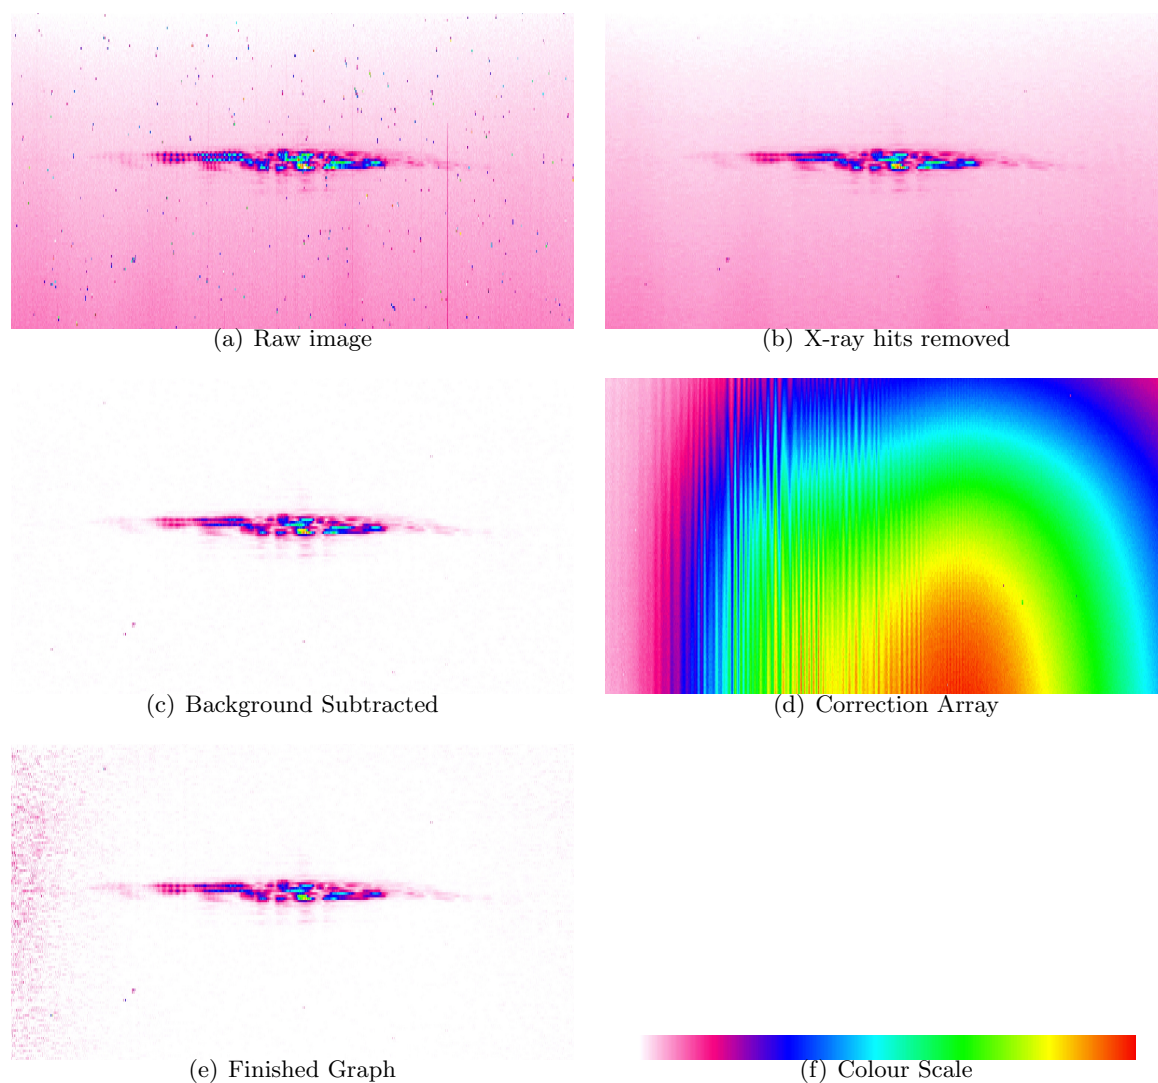 (a) Raw image
(b) X-ray hits removed
(c) Background Subtracted
(d) Correction Array
(e) Finished Graph
(f) Colour Scale